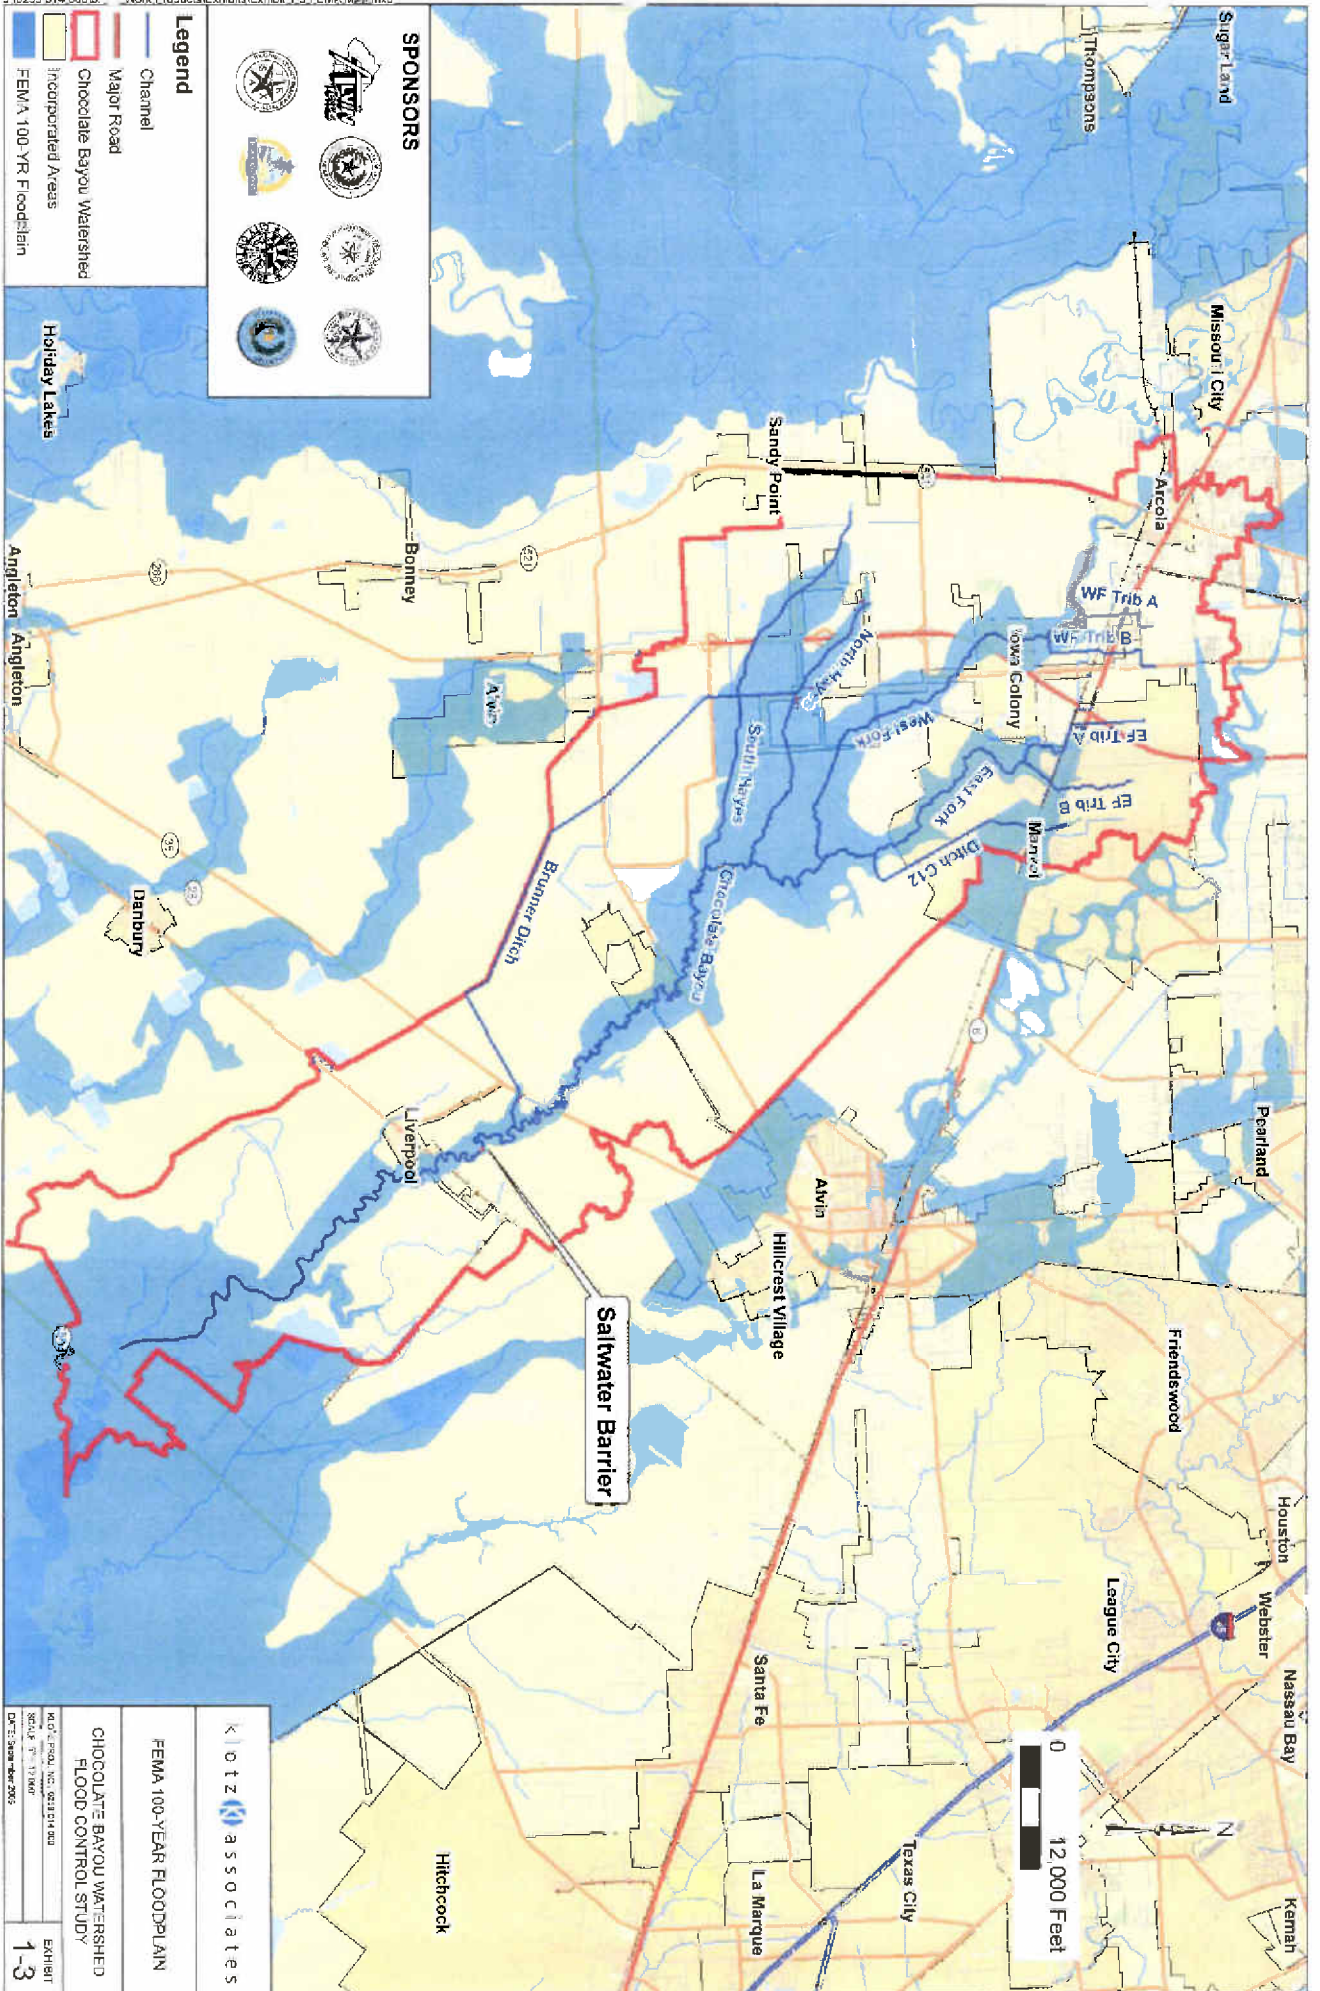 Sugar Land
Thompsons
Missouri City
Arcola
Sandy Point
Iowa Colony
Manvel
WF Trib A
WF Trib B
EF Trib A
EF Trib B
North Hayes
South Hayes
West Fork
East Fork
Ditch C12
Chocolate Bayou
Brunner Ditch
Holiday Lakes
Bonney
521
288
Angleton
Angleton
35
Danbury
Liverpool
6
Pearland
Alvin
Hillcrest Village
Saltwater Barrier
Friendswood
Houston
Webster
Nassau Bay
League City
Kemah
Santa Fe
La Marque
Texas City
Hitchcock
N
0 12,000 Feet
SPONSORS
Legend
Channel
Major Road
Chocolate Bayou Watershed
Incorporated Areas
FEMA 100-YR Floodplain
klotz associates
FEMA 100-YEAR FLOODPLAIN
CHOCOLATE BAYOU WATERSHED
FLOOD CONTROL STUDY
EXHIBIT
1-3